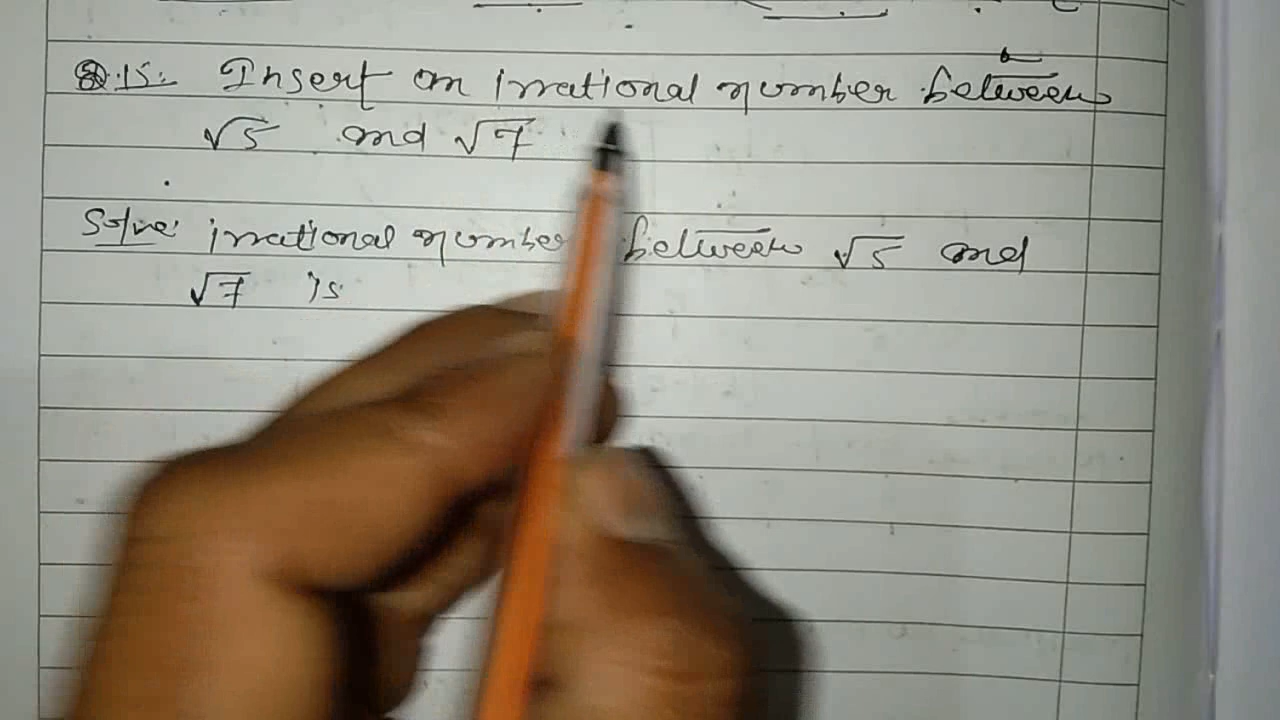 Q.15. Insert an irrational number between
√5 and √7
Solve: irrational number between √5 and
√7 is